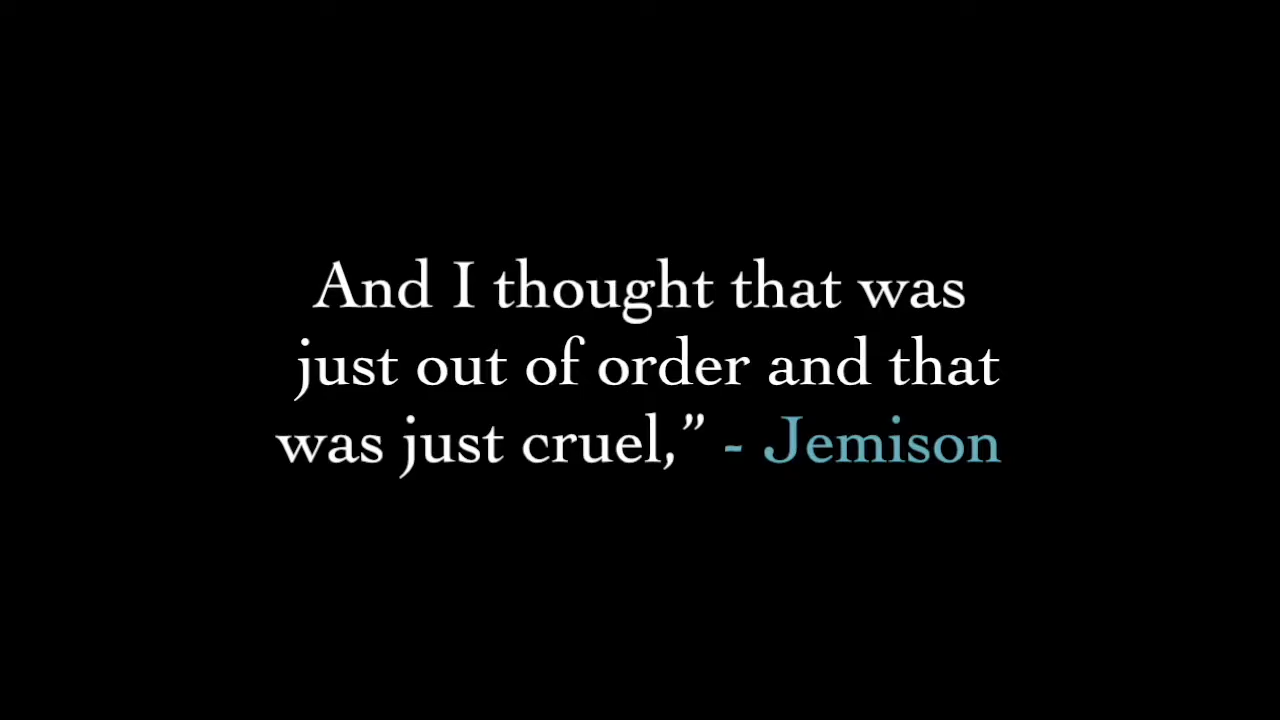 And I thought that was
just out of order and that
was just cruel,” - Jemison